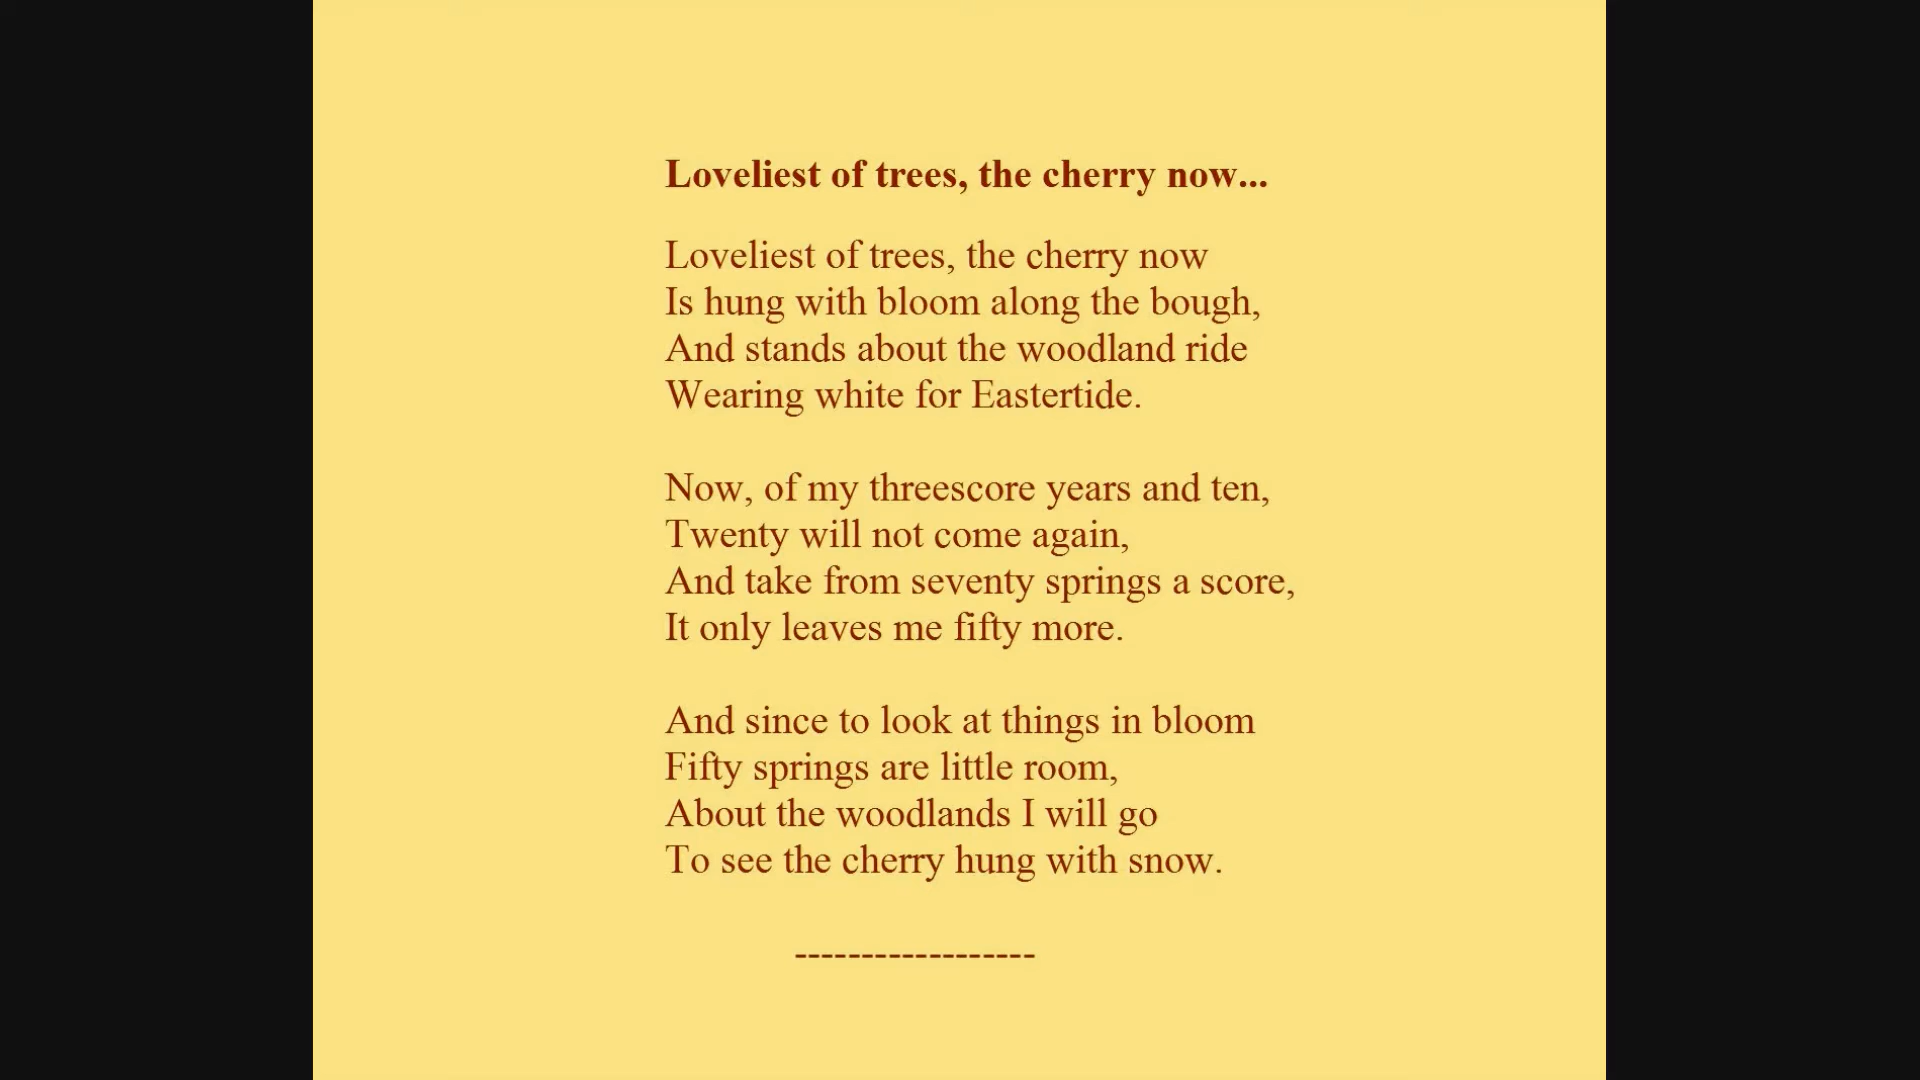 Loveliest of trees, the cherry now...
Loveliest of trees, the cherry now
Is hung with bloom along the bough,
And stands about the woodland ride
Wearing white for Eastertide.
Now, of my threescore years and ten,
Twenty will not come again,
And take from seventy springs a score,
It only leaves me fifty more.
And since to look at things in bloom
Fifty springs are little room,
About the woodlands I will go
To see the cherry hung with snow.
------------------